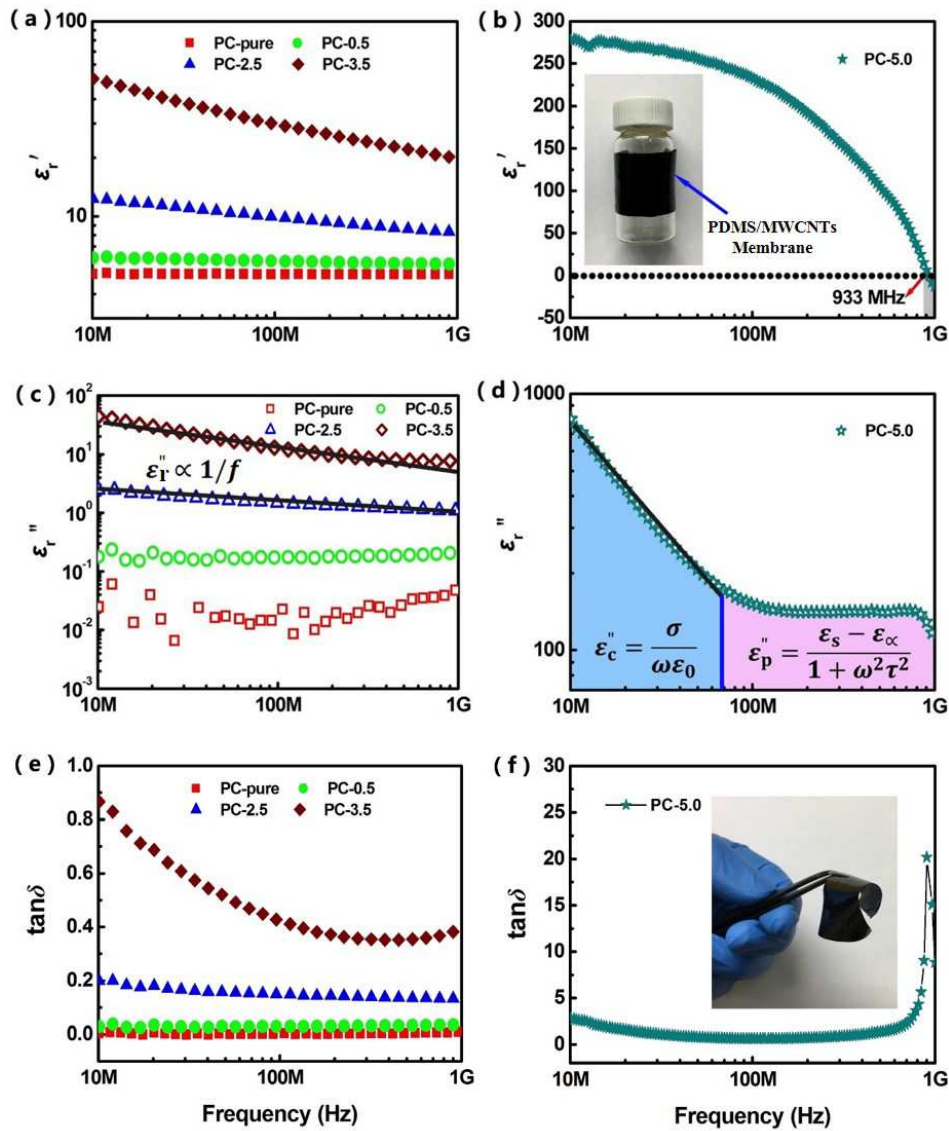 ( a )
100
PC-pure PC-0.5
PC-2.5 PC-3.5
εr′
10
10M 100M 1G
( b )
300
250
200
150
100
50
0
-50
PC-5.0
εr′
PDMS/MWCNTs
Membrane
933 MHz
10M 100M 1G
( c )
10²
10¹
10⁰
10⁻¹
10⁻²
10⁻³
PC-pure PC-0.5
PC-2.5 PC-3.5
εr″ ∝ 1/f
εr″
10M 100M 1G
( d )
1000
100
PC-5.0
εr″
εc″ = σ / ωε0
εp″ = εs − ε∝ / 1 + ω²τ²
10M 100M 1G
( e )
1.0
0.8
0.6
0.4
0.2
0.0
PC-pure PC-0.5
PC-2.5 PC-3.5
tanδ
10M 100M 1G
Frequency (Hz)
( f )
30
25
20
15
10
5
0
PC-5.0
tanδ
10M 100M 1G
Frequency (Hz)